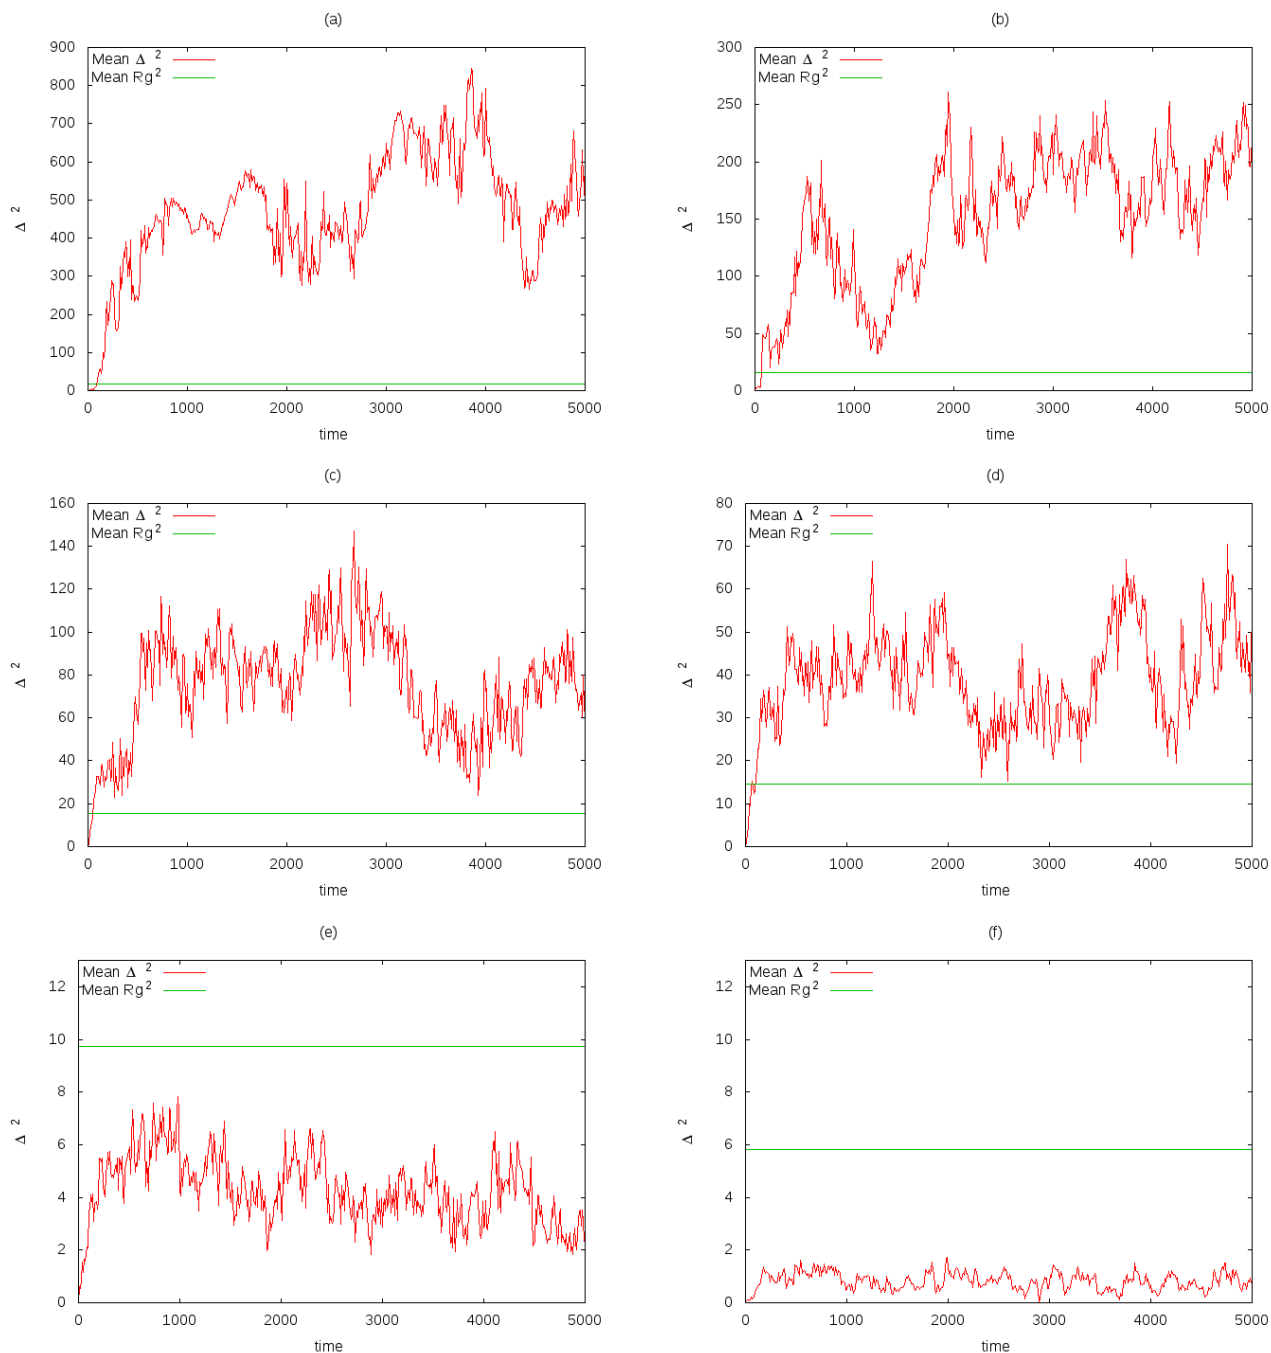 (a)
Mean Δ ²
Mean Rg²
900
800
700
600
500
400
300
200
100
0
Δ ²
0 1000 2000 3000 4000 5000
time
(b)
Mean Δ ²
Mean Rg²
300
250
200
150
100
50
0
Δ ²
0 1000 2000 3000 4000 5000
time
(c)
Mean Δ ²
Mean Rg²
160
140
120
100
80
60
40
20
0
Δ ²
0 1000 2000 3000 4000 5000
time
(d)
Mean Δ ²
Mean Rg²
80
70
60
50
40
30
20
10
0
Δ ²
0 1000 2000 3000 4000 5000
time
(e)
Mean Δ ²
Mean Rg²
12
10
8
6
4
2
0
Δ ²
0 1000 2000 3000 4000 5000
time
(f)
Mean Δ ²
Mean Rg²
12
10
8
6
4
2
0
Δ ²
0 1000 2000 3000 4000 5000
time